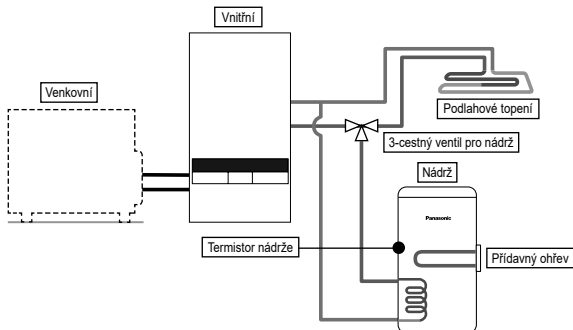 Vnitřní
Venkovní
Podlahové topení
3-cestný ventil pro nádrž
Nádrž
Panasonic
Termistor nádrže
Přídavný ohřev